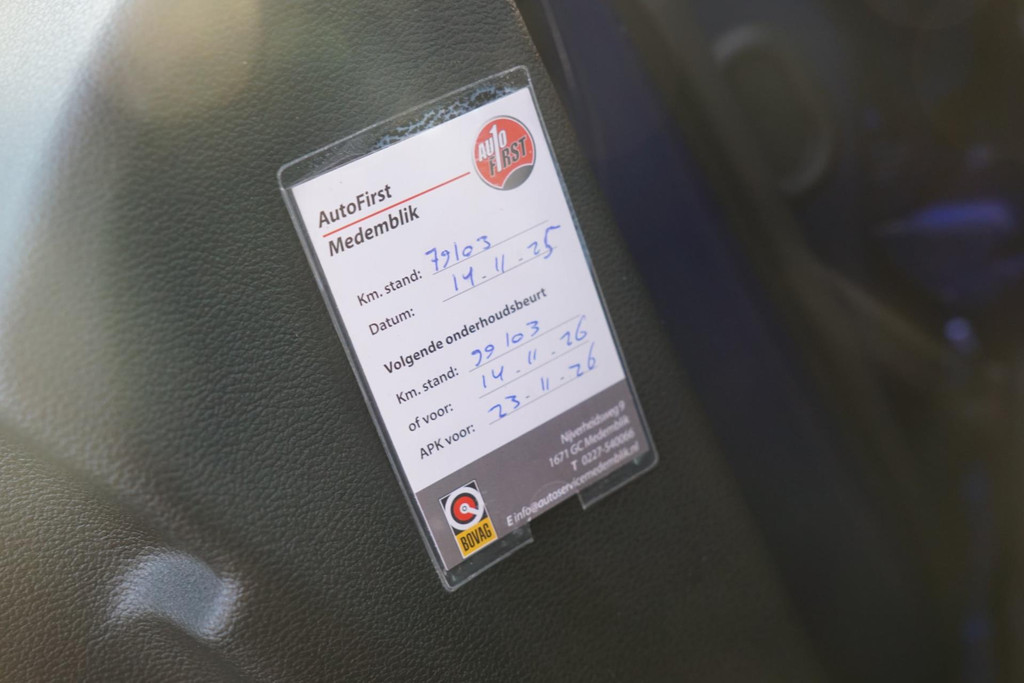 AUTO
FIRST
AutoFirst
Medemblik
Km. stand: 79103
Datum: 14-11-25
Volgende onderhoudsbeurt
Km. stand: 99103
of voor: 14-11-26
APK voor: 23-11-26
Nijverheidsweg 9
1671 GC Medemblik
T 0227-540066
E info@autoservicemedemblik.nl
BOVAG